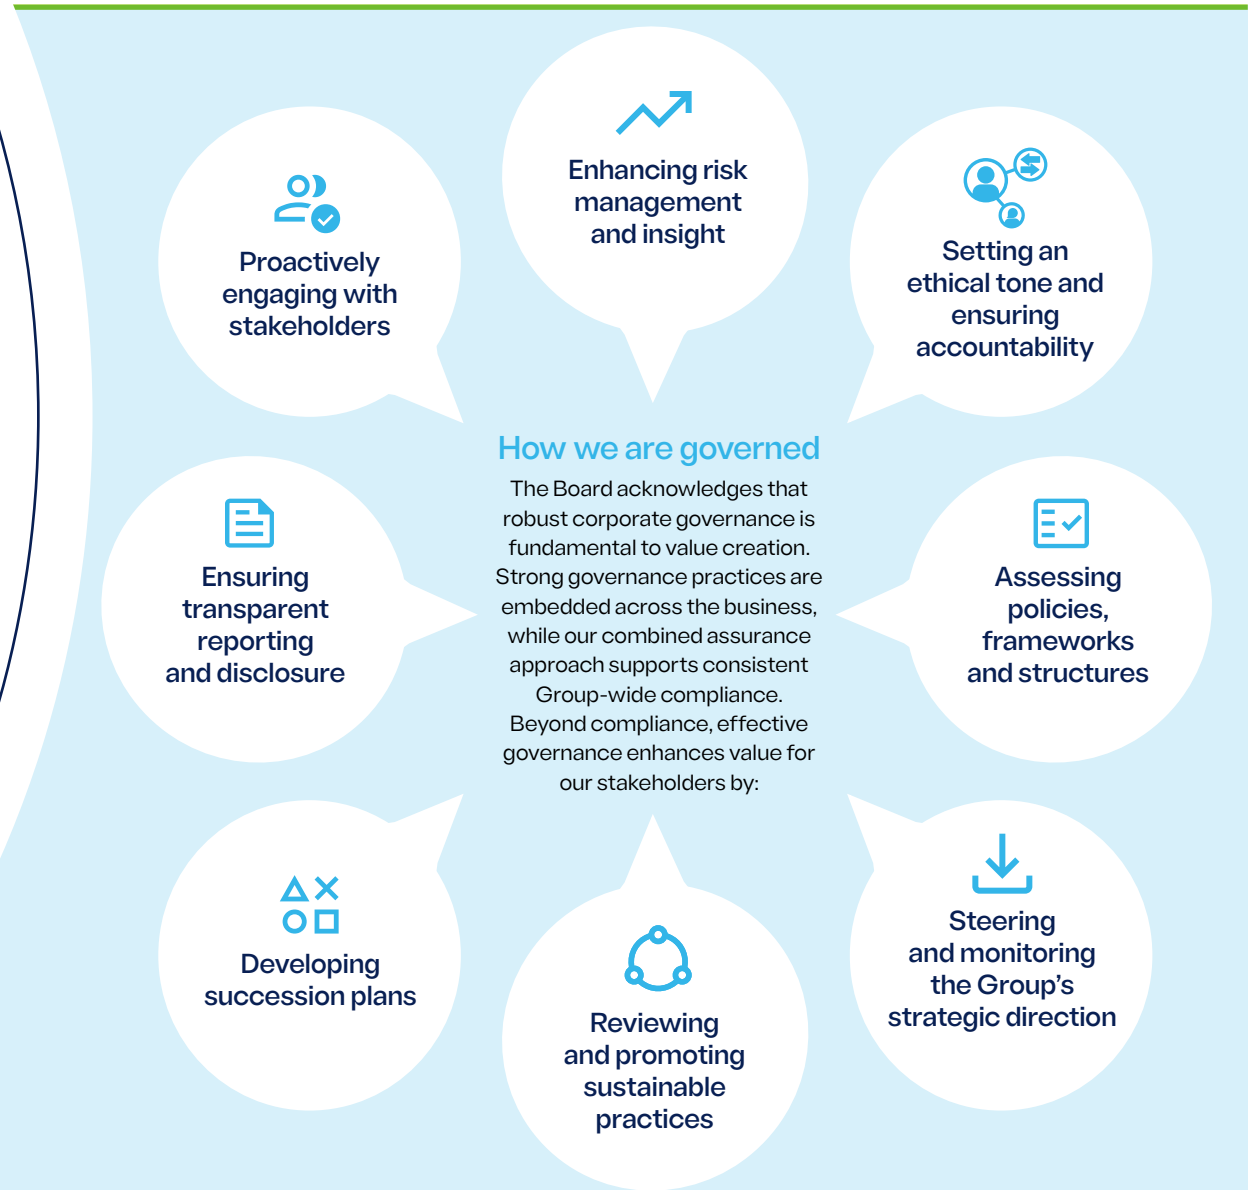 Enhancing risk
management
and insight
Proactively
engaging with
stakeholders
Setting an
ethical tone and
ensuring
accountability
How we are governed
The Board acknowledges that
robust corporate governance is
fundamental to value creation.
Strong governance practices are
embedded across the business,
while our combined assurance
approach supports consistent
Group-wide compliance.
Beyond compliance, effective
governance enhances value for
our stakeholders by:
Ensuring
transparent
reporting
and disclosure
Assessing
policies,
frameworks
and structures
Developing
succession plans
Reviewing
and promoting
sustainable
practices
Steering
and monitoring
the Group’s
strategic direction